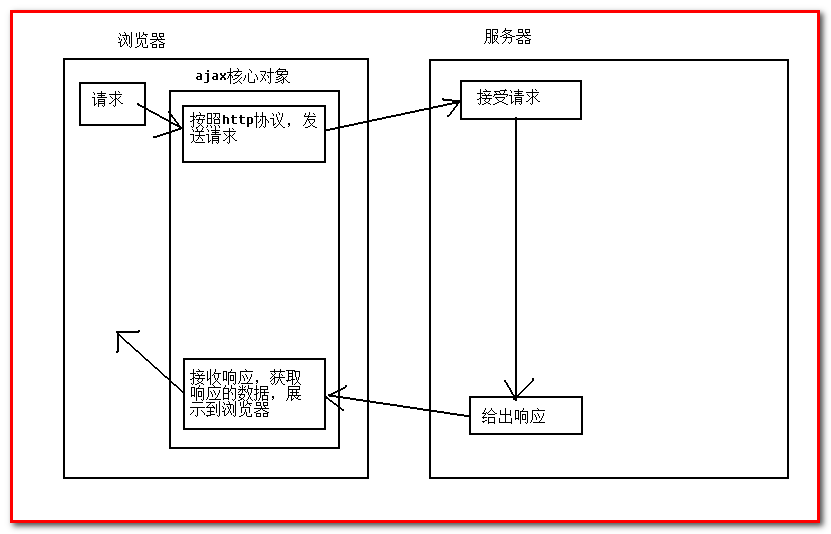 浏览器
服务器
ajax核心对象
请求
按照http协议，发
送请求
接受请求
接收响应，获取
响应的数据，展
示到浏览器
给出响应